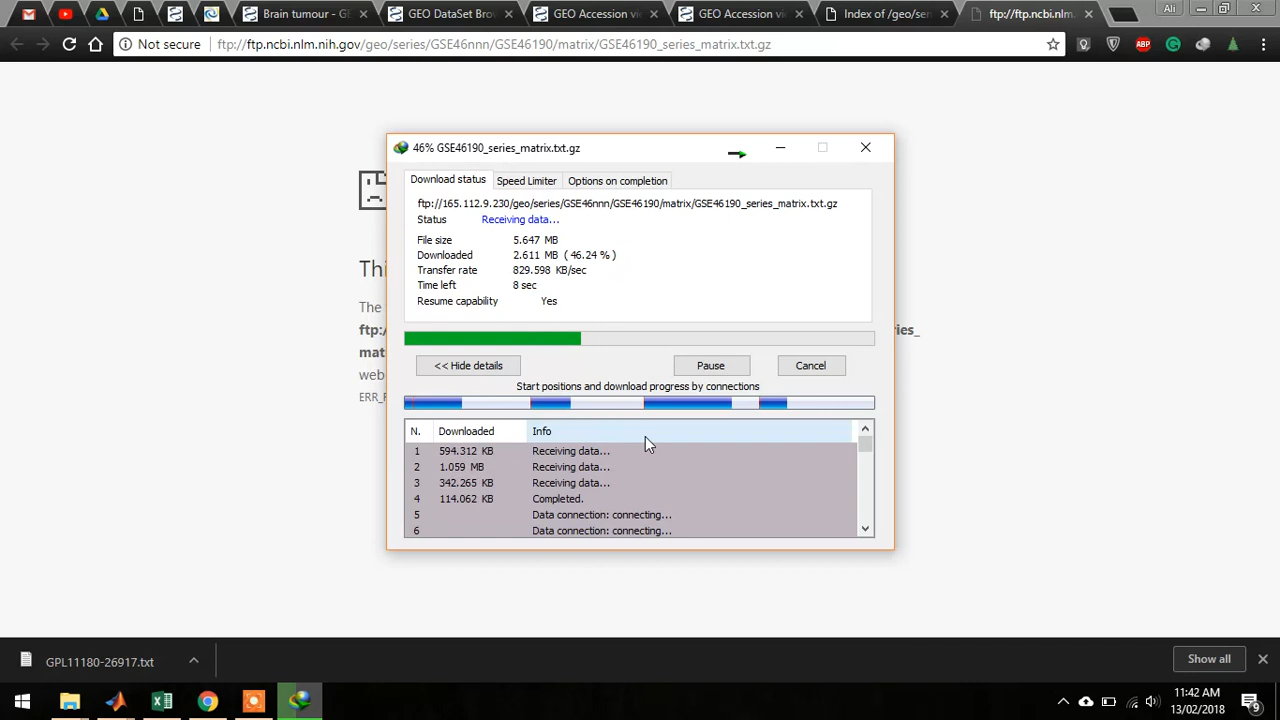 Brain tumour - GE
GEO DataSet Brow
GEO Accession vie
GEO Accession vie
Index of /geo/serie
ftp://ftp.ncbi.nlm.n
Ali
Not secure
ftp://ftp.ncbi.nlm.nih.gov/geo/series/GSE46nnn/GSE46190/matrix/GSE46190_series_matrix.txt.gz
ABP
46% GSE46190_series_matrix.txt.gz
Download status
Speed Limiter
Options on completion
ftp://165.112.9.230/geo/series/GSE46nnn/GSE46190/matrix/GSE46190_series_matrix.txt.gz
Status Receiving data...
File size 5.647 MB
Downloaded 2.611 MB ( 46.24 % )
Transfer rate 829.598 KB/sec
Time left 8 sec
Resume capability Yes
Thi
The
ftp:/
ries_
mat
web
ERR_F
<< Hide details
Pause
Cancel
Start positions and download progress by connections
N. Downloaded Info
1 594.312 KB Receiving data...
2 1.059 MB Receiving data...
3 342.265 KB Receiving data...
4 114.062 KB Completed.
5 Data connection: connecting...
6 Data connection: connecting...
GPL11180-26917.txt
Show all
11:42 AM
13/02/2018
9